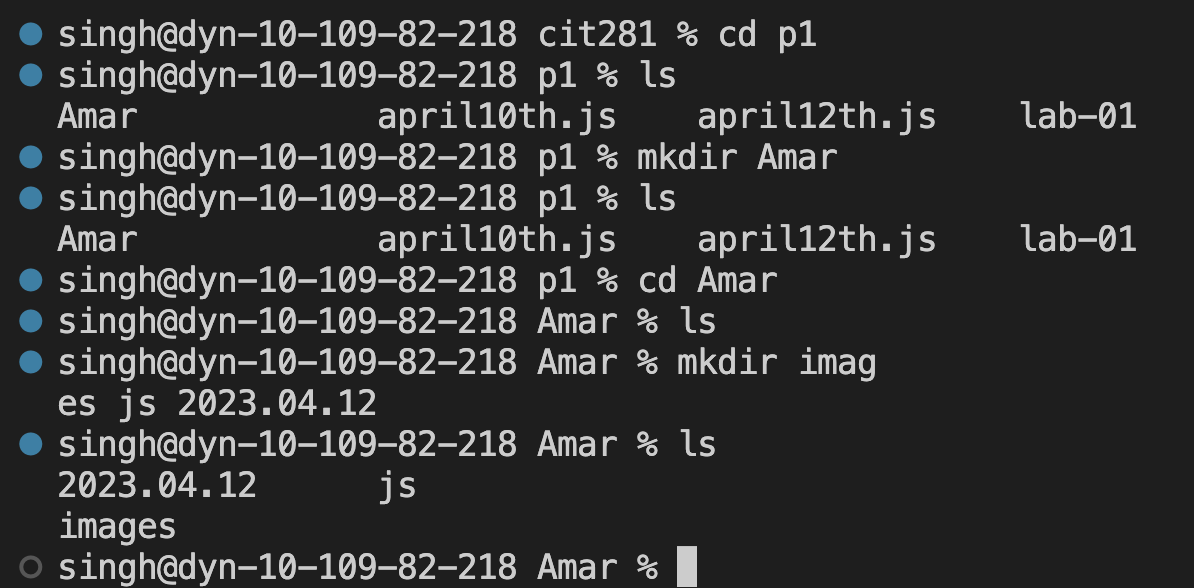 singh@dyn-10-109-82-218 cit281 % cd p1
singh@dyn-10-109-82-218 p1 % ls
Amar april10th.js april12th.js lab-01
singh@dyn-10-109-82-218 p1 % mkdir Amar
singh@dyn-10-109-82-218 p1 % ls
Amar april10th.js april12th.js lab-01
singh@dyn-10-109-82-218 p1 % cd Amar
singh@dyn-10-109-82-218 Amar % ls
singh@dyn-10-109-82-218 Amar % mkdir imag
es js 2023.04.12
singh@dyn-10-109-82-218 Amar % ls
2023.04.12 js
images
singh@dyn-10-109-82-218 Amar %